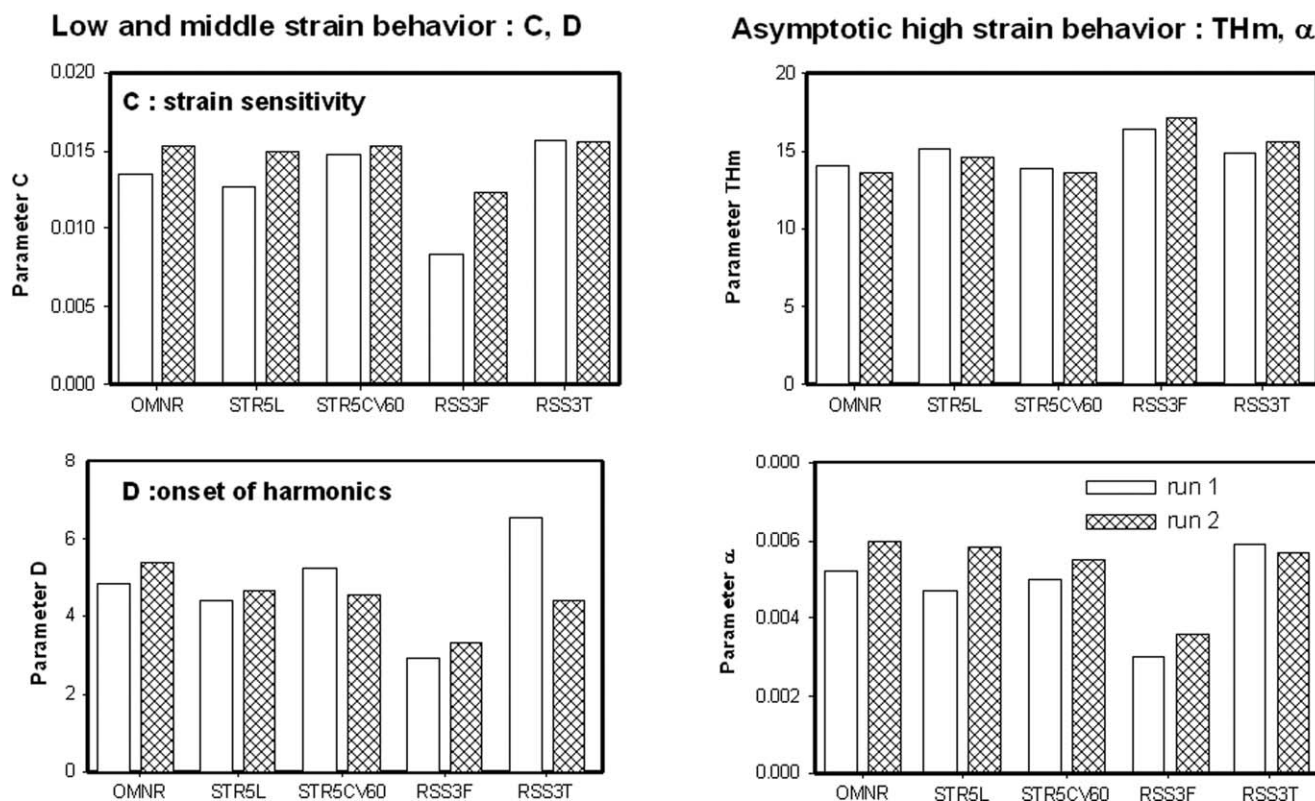 Low and middle strain behavior : C, D
0.020
C : strain sensitivity
0.015
0.010
0.005
0.000
Parameter C
OMNR STR5L STR5CV60 RSS3F RSS3T
8
D :onset of harmonics
6
4
2
0
Parameter D
OMNR STR5L STR5CV60 RSS3F RSS3T
Asymptotic high strain behavior : THm, α
20
15
10
5
0
Parameter THm
OMNR STR5L STR5CV60 RSS3F RSS3T
0.000
run 1
run 2
0.006
0.004
0.002
0.000
Parameter α
OMNR STR5L STR5CV60 RSS3F RSS3T